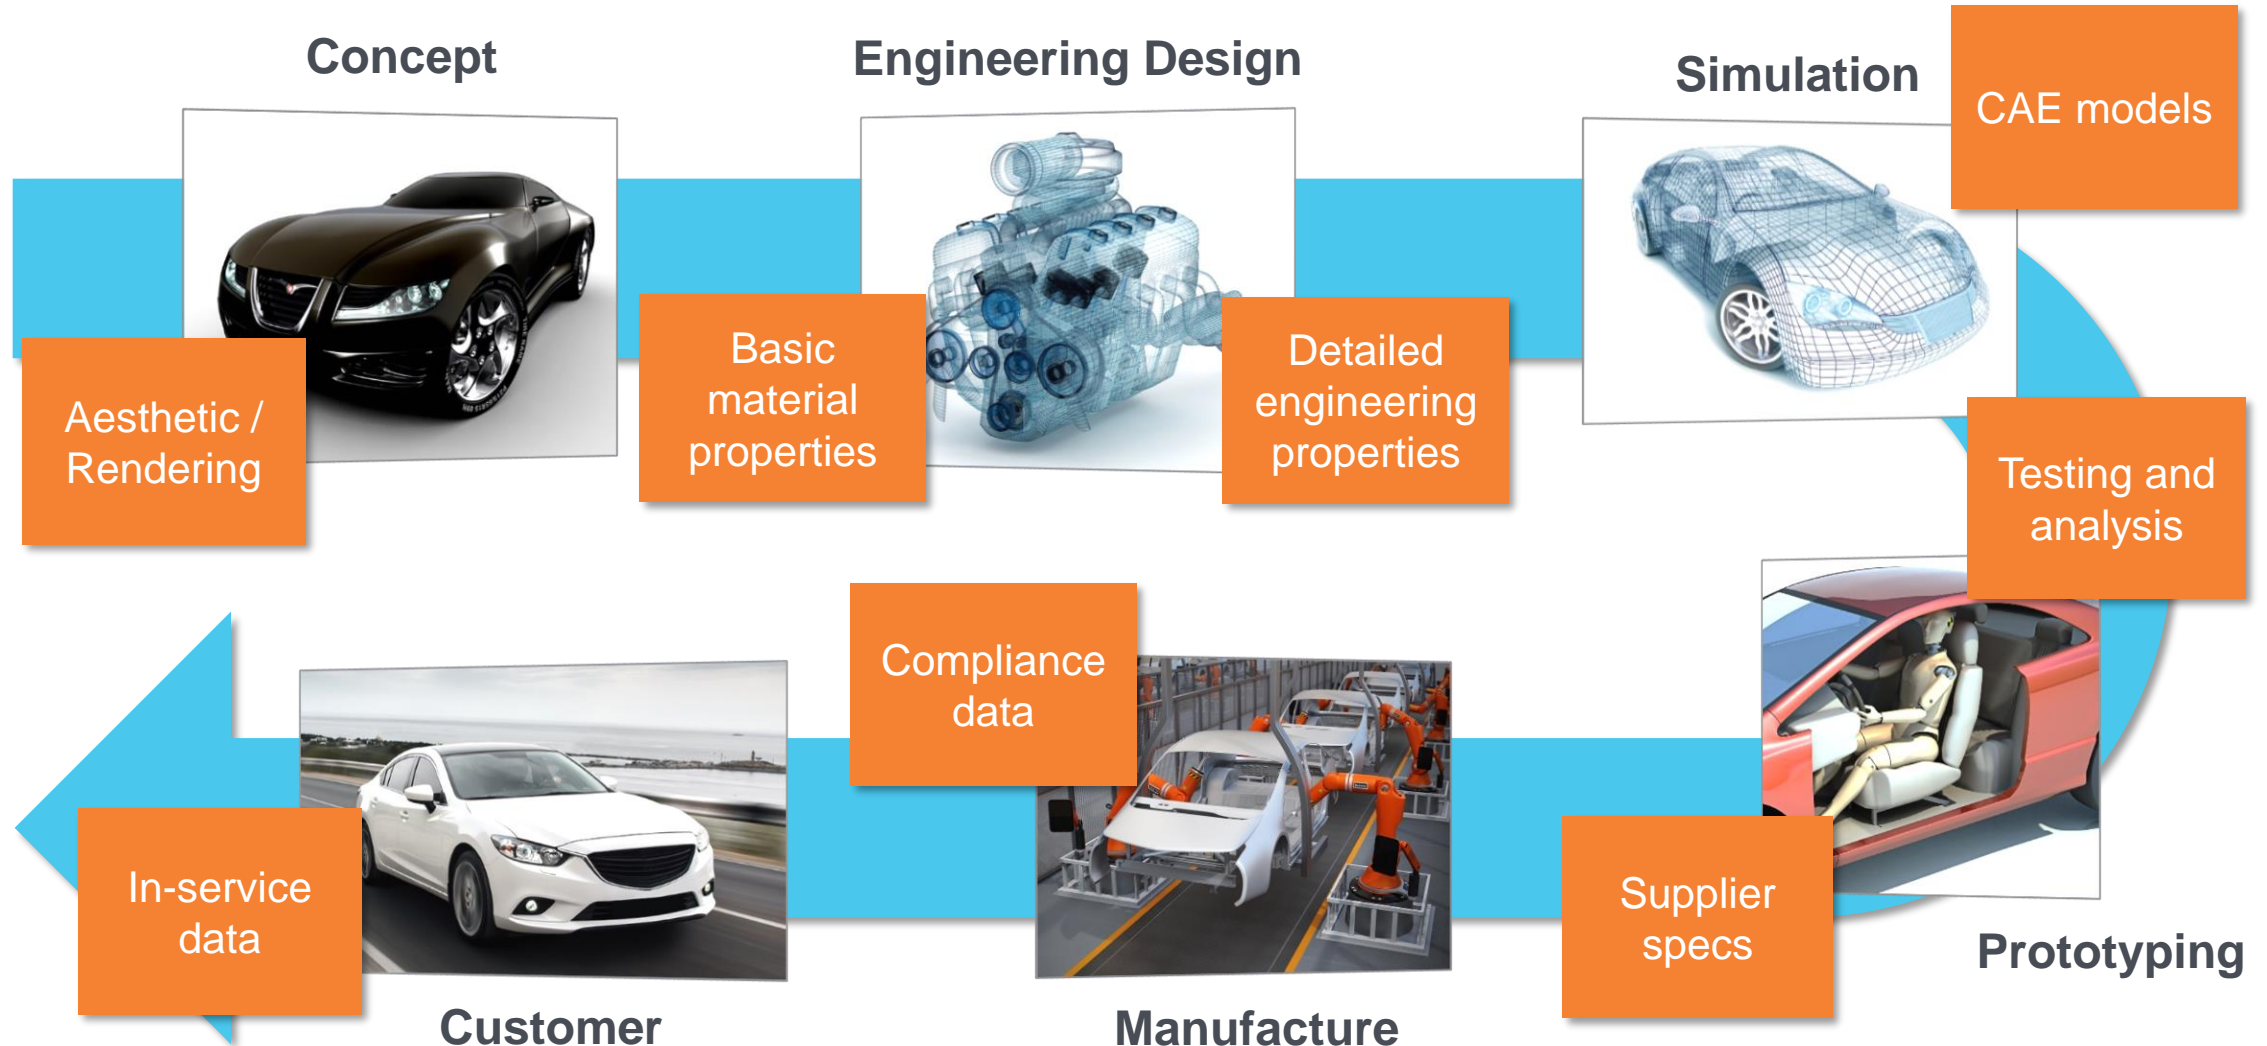 Concept
Engineering Design
Simulation
CAE models
Aesthetic /
Rendering
Basic
material
properties
Detailed
engineering
properties
Testing and
analysis
Prototyping
Supplier
specs
Compliance
data
Manufacture
In-service
data
Customer